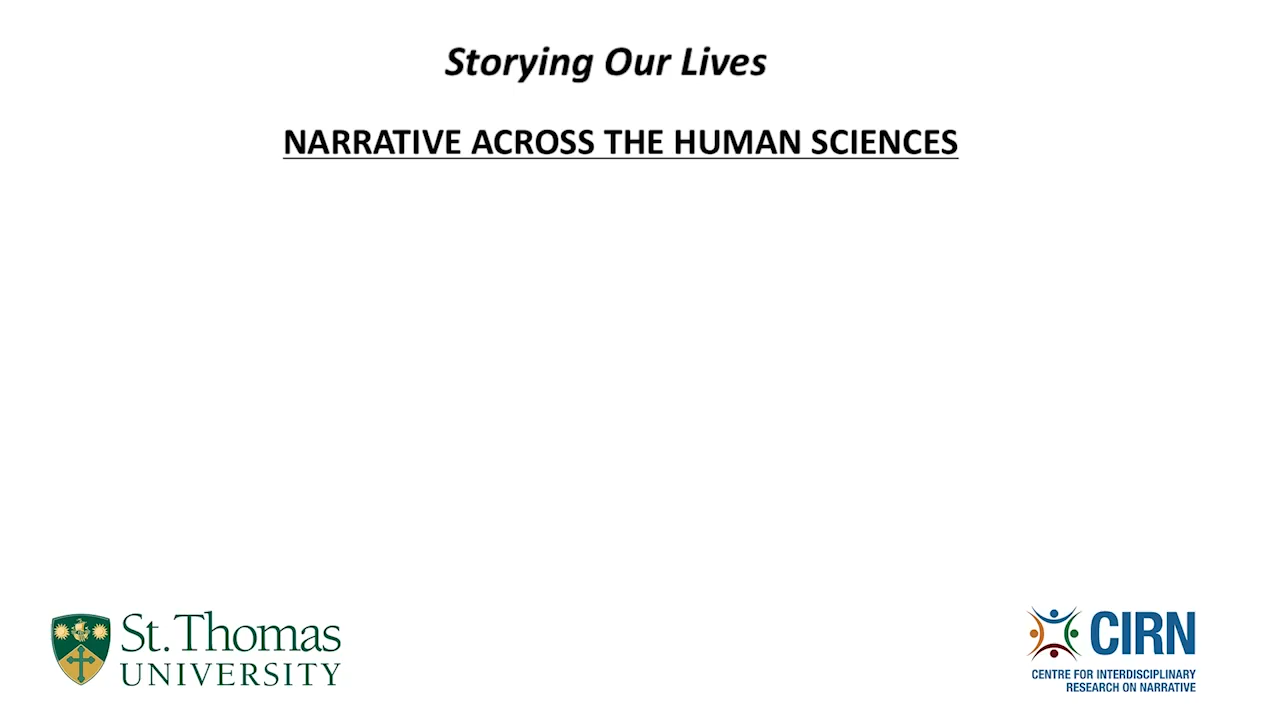 Storying Our Lives
NARRATIVE ACROSS THE HUMAN SCIENCES
St. Thomas
UNIVERSITY
CIRN
CENTRE FOR INTERDISCIPLINARY
RESEARCH ON NARRATIVE